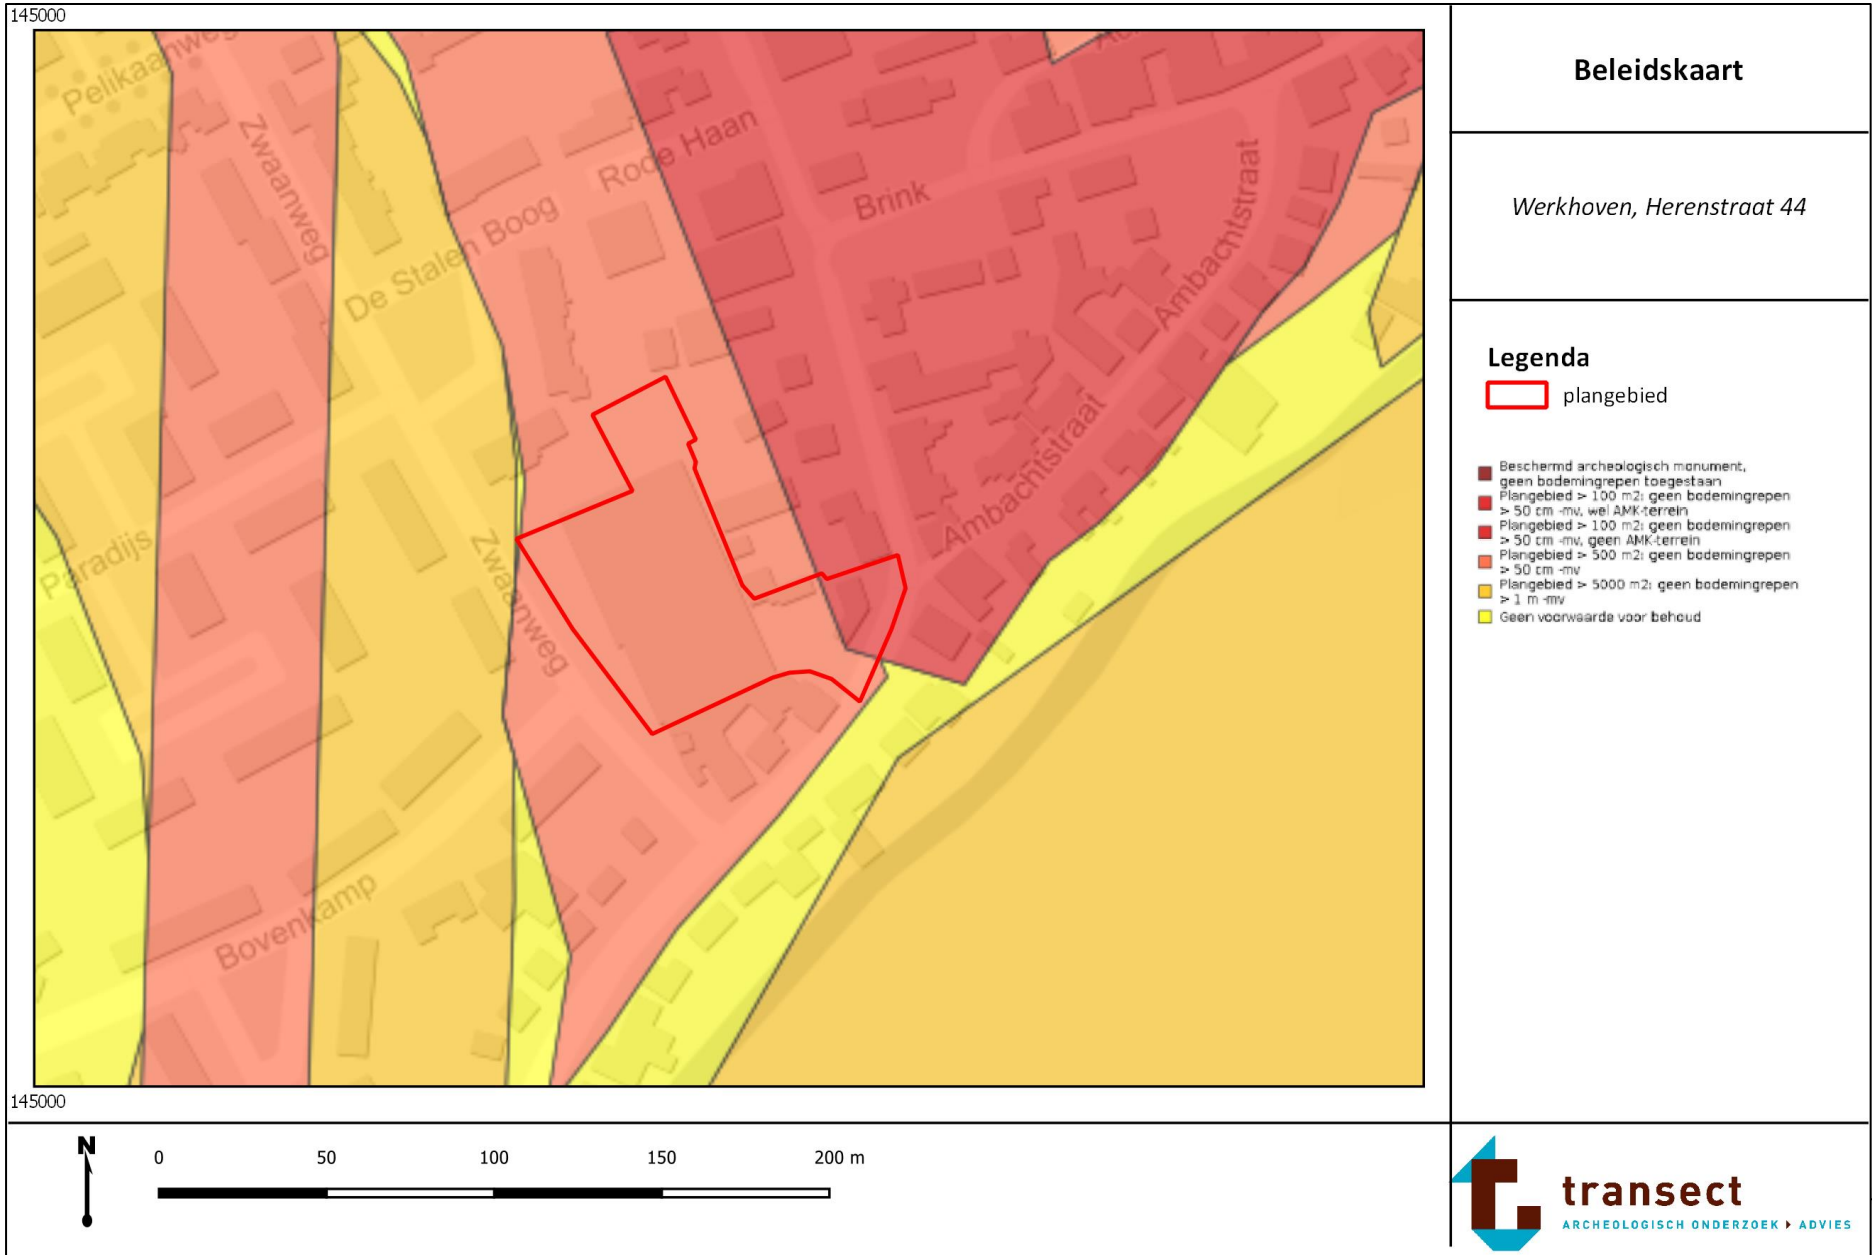 145000
Beleidskaart
Werkhoven, Herenstraat 44
Pelikaanweg
Zwaanweg
Rode Haan
De Stalen Boog
Brink
Ambachtstraat
Ambachtstraat
Paradijs
Zwaanweg
Bovenkamp
Legenda
plangebied
Beschermd archeologisch monument,
geen bodemingrepen toegestaan
Plangebied > 100 m2: geen bodemingrepen
> 50 cm -mv, wel AMK-terrein
Plangebied > 100 m2: geen bodemingrepen
> 50 cm -mv, geen AMK-terrein
Plangebied > 500 m2: geen bodemingrepen
> 50 cm -mv
Plangebied > 5000 m2: geen bodemingrepen
> 1 m -mv
Geen voorwaarde voor behoud
145000
N
0 50 100 150 200 m
transect
ARCHEOLOGISCH ONDERZOEK ▸ ADVIES